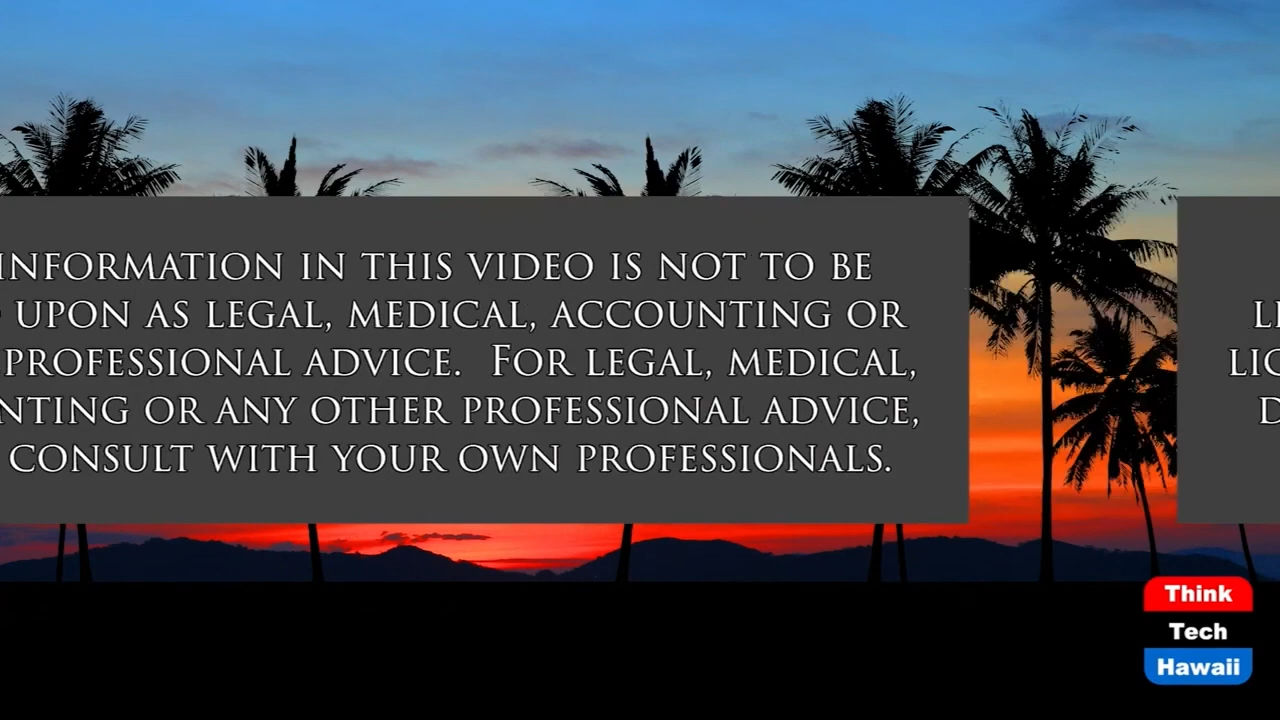 INFORMATION IN THIS VIDEO IS NOT TO BE
UPON AS LEGAL, MEDICAL, ACCOUNTING OR
PROFESSIONAL ADVICE. FOR LEGAL, MEDICAL,
NTING OR ANY OTHER PROFESSIONAL ADVICE,
CONSULT WITH YOUR OWN PROFESSIONALS.
LIC
Think
Tech
Hawaii